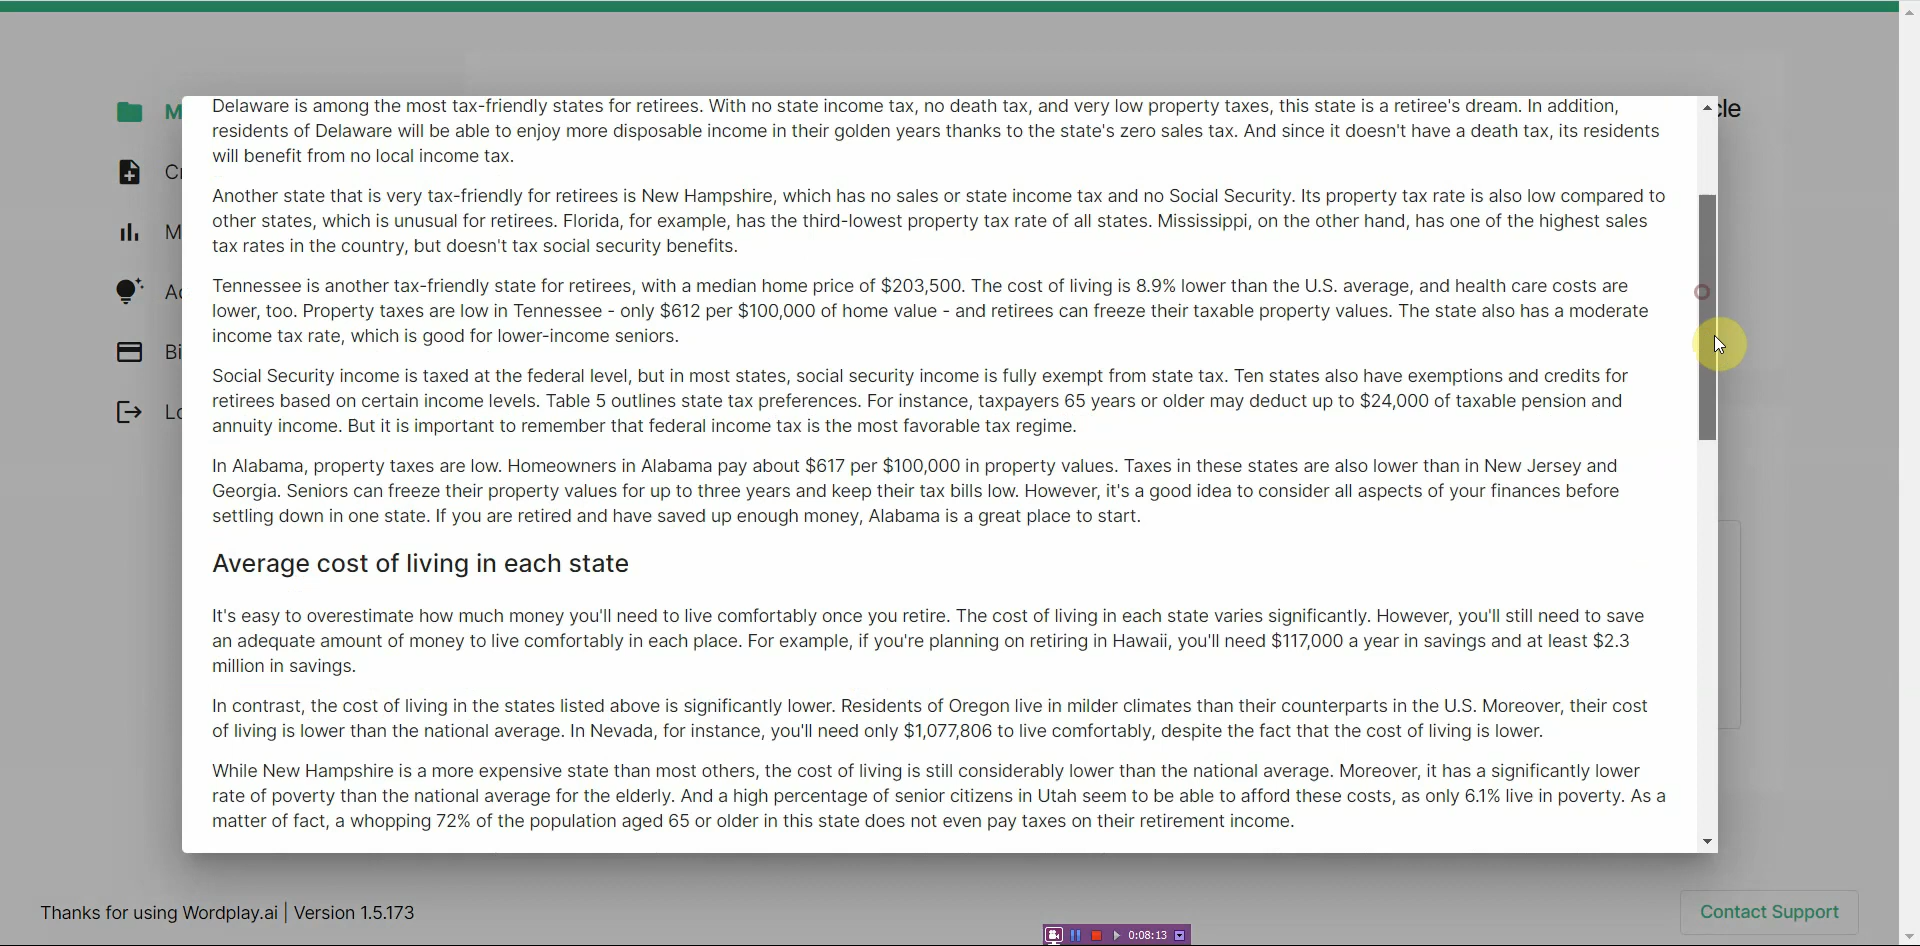 cle
M
Cr
M
Ac
Bi
Lo
Delaware is among the most tax-friendly states for retirees. With no state income tax, no death tax, and very low property taxes, this state is a retiree's dream. In addition,
residents of Delaware will be able to enjoy more disposable income in their golden years thanks to the state's zero sales tax. And since it doesn't have a death tax, its residents
will benefit from no local income tax.
Another state that is very tax-friendly for retirees is New Hampshire, which has no sales or state income tax and no Social Security. Its property tax rate is also low compared to
other states, which is unusual for retirees. Florida, for example, has the third-lowest property tax rate of all states. Mississippi, on the other hand, has one of the highest sales
tax rates in the country, but doesn't tax social security benefits.
Tennessee is another tax-friendly state for retirees, with a median home price of $203,500. The cost of living is 8.9% lower than the U.S. average, and health care costs are
lower, too. Property taxes are low in Tennessee - only $612 per $100,000 of home value - and retirees can freeze their taxable property values. The state also has a moderate
income tax rate, which is good for lower-income seniors.
Social Security income is taxed at the federal level, but in most states, social security income is fully exempt from state tax. Ten states also have exemptions and credits for
retirees based on certain income levels. Table 5 outlines state tax preferences. For instance, taxpayers 65 years or older may deduct up to $24,000 of taxable pension and
annuity income. But it is important to remember that federal income tax is the most favorable tax regime.
In Alabama, property taxes are low. Homeowners in Alabama pay about $617 per $100,000 in property values. Taxes in these states are also lower than in New Jersey and
Georgia. Seniors can freeze their property values for up to three years and keep their tax bills low. However, it's a good idea to consider all aspects of your finances before
settling down in one state. If you are retired and have saved up enough money, Alabama is a great place to start.
Average cost of living in each state
It's easy to overestimate how much money you'll need to live comfortably once you retire. The cost of living in each state varies significantly. However, you'll still need to save
an adequate amount of money to live comfortably in each place. For example, if you're planning on retiring in Hawaii, you'll need $117,000 a year in savings and at least $2.3
million in savings.
In contrast, the cost of living in the states listed above is significantly lower. Residents of Oregon live in milder climates than their counterparts in the U.S. Moreover, their cost
of living is lower than the national average. In Nevada, for instance, you'll need only $1,077,806 to live comfortably, despite the fact that the cost of living is lower.
While New Hampshire is a more expensive state than most others, the cost of living is still considerably lower than the national average. Moreover, it has a significantly lower
rate of poverty than the national average for the elderly. And a high percentage of senior citizens in Utah seem to be able to afford these costs, as only 6.1% live in poverty. As a
matter of fact, a whopping 72% of the population aged 65 or older in this state does not even pay taxes on their retirement income.
Thanks for using Wordplay.ai | Version 1.5.173
Contact Support
0:08:13